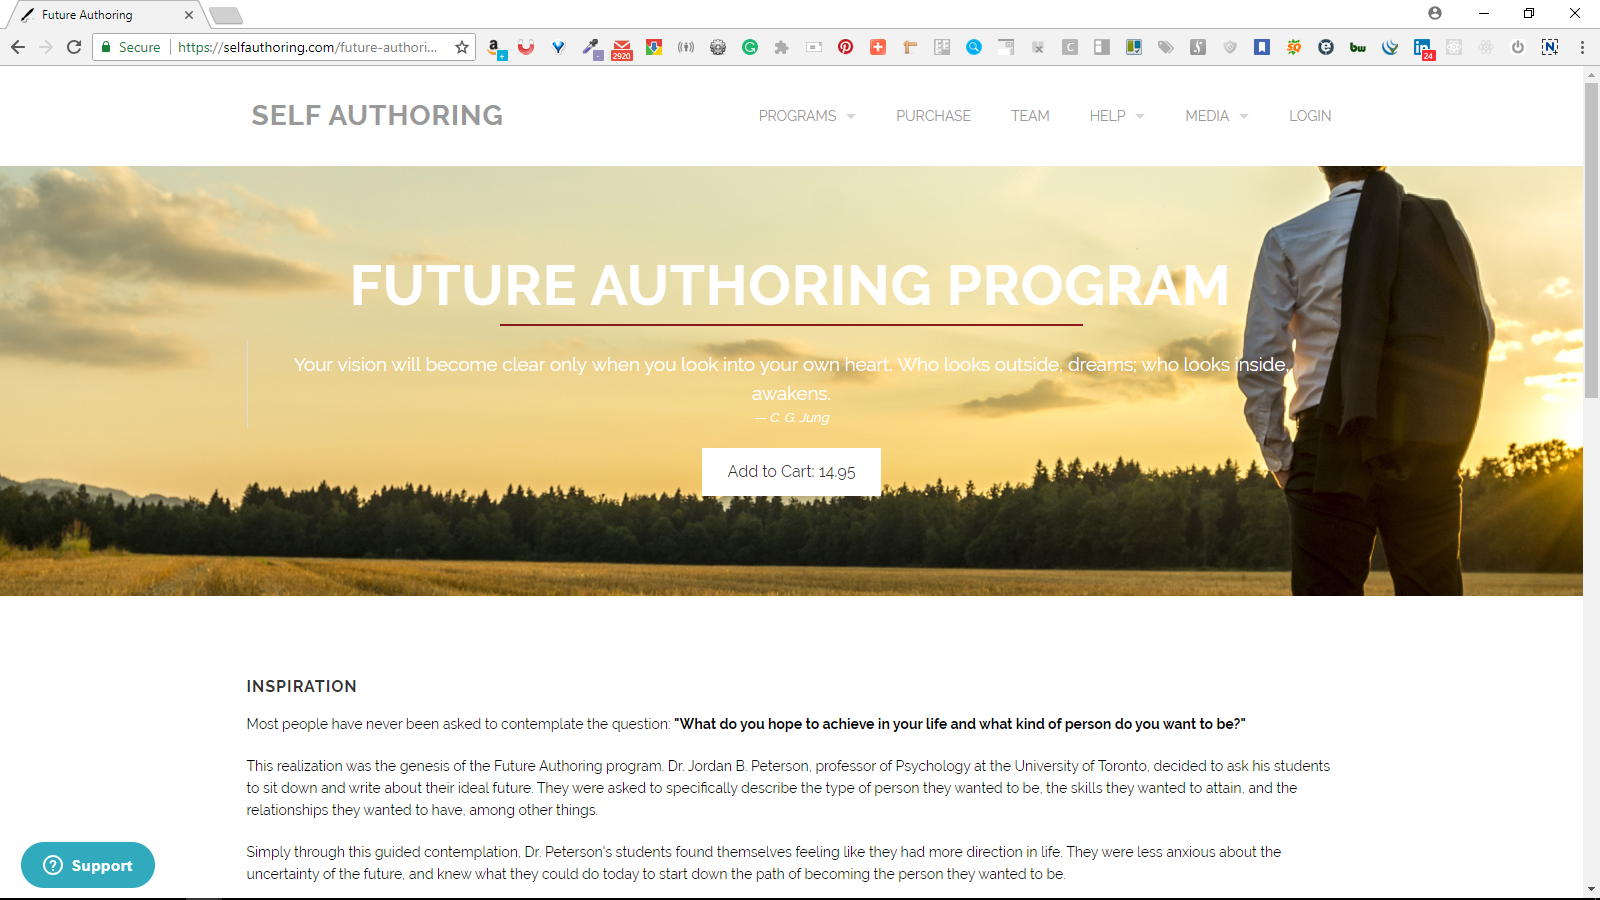 Future Authoring
Secure
https://selfauthoring.com/future-authori...
2920
24
SELF AUTHORING
PROGRAMS
PURCHASE
TEAM
HELP
MEDIA
LOGIN
FUTURE AUTHORING PROGRAM
Your vision will become clear only when you look into your own heart. Who looks outside, dreams; who looks inside,
awakens.
— C. G. Jung
Add to Cart: 14.95
INSPIRATION
Most people have never been asked to contemplate the question: "What do you hope to achieve in your life and what kind of person do you want to be?"
This realization was the genesis of the Future Authoring program. Dr. Jordan B. Peterson, professor of Psychology at the University of Toronto, decided to ask his students
to sit down and write about their ideal future. They were asked to specifically describe the type of person they wanted to be, the skills they wanted to attain, and the
relationships they wanted to have, among other things.
Simply through this guided contemplation, Dr. Peterson's students found themselves feeling like they had more direction in life. They were less anxious about the
uncertainty of the future, and knew what they could do today to start down the path of becoming the person they wanted to be.
Support